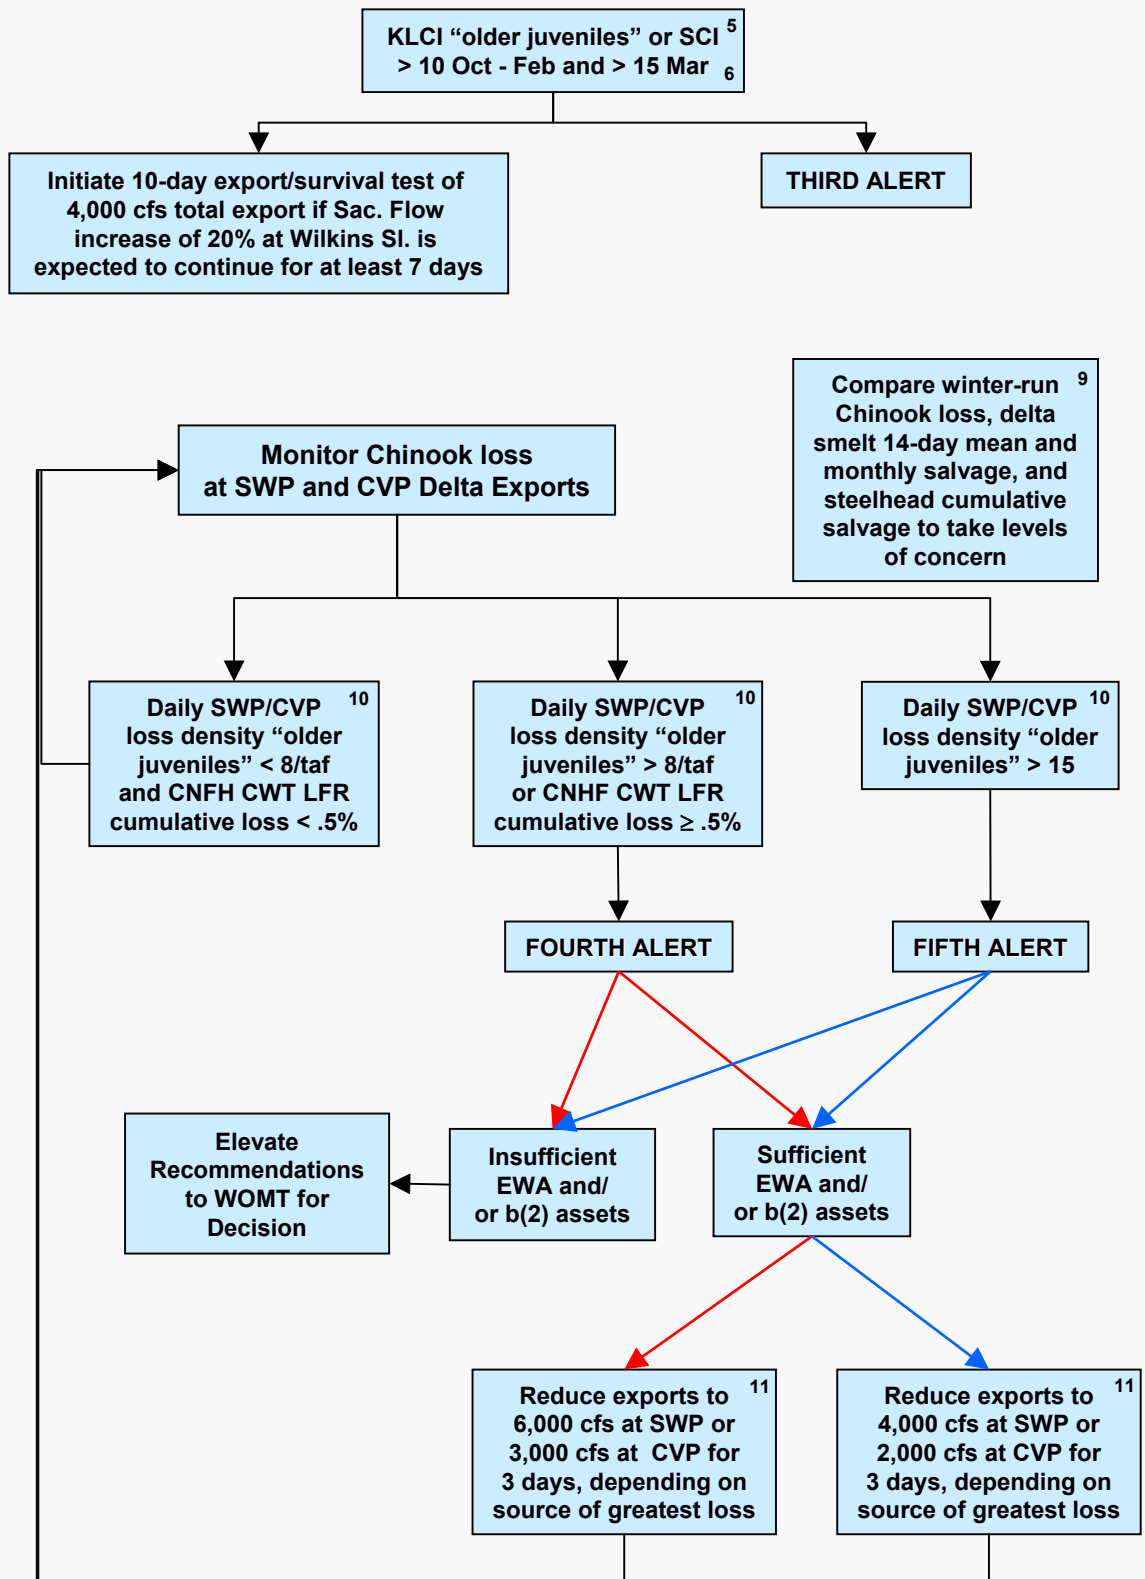 KLCI “older juveniles” or SCI 5
> 10 Oct - Feb and > 15 Mar 6
Initiate 10-day export/survival test of
4,000 cfs total export if Sac. Flow
increase of 20% at Wilkins Sl. is
expected to continue for at least 7 days
THIRD ALERT
Compare winter-run 9
Chinook loss, delta
smelt 14-day mean and
monthly salvage, and
steelhead cumulative
salvage to take levels
of concern
Monitor Chinook loss
at SWP and CVP Delta Exports
Daily SWP/CVP 10
loss density “older
juveniles” < 8/taf
and CNFH CWT LFR
cumulative loss < .5%
Daily SWP/CVP 10
loss density “older
juveniles” > 8/taf
or CNHF CWT LFR
cumulative loss ≥ .5%
Daily SWP/CVP 10
loss density “older
juveniles” > 15
FOURTH ALERT
FIFTH ALERT
Elevate
Recommendations
to WOMT for
Decision
Insufficient
EWA and/
or b(2) assets
Sufficient
EWA and/
or b(2) assets
Reduce exports to 11
6,000 cfs at SWP or
3,000 cfs at CVP for
3 days, depending on
source of greatest loss
Reduce exports to 11
4,000 cfs at SWP or
2,000 cfs at CVP for
3 days, depending on
source of greatest loss